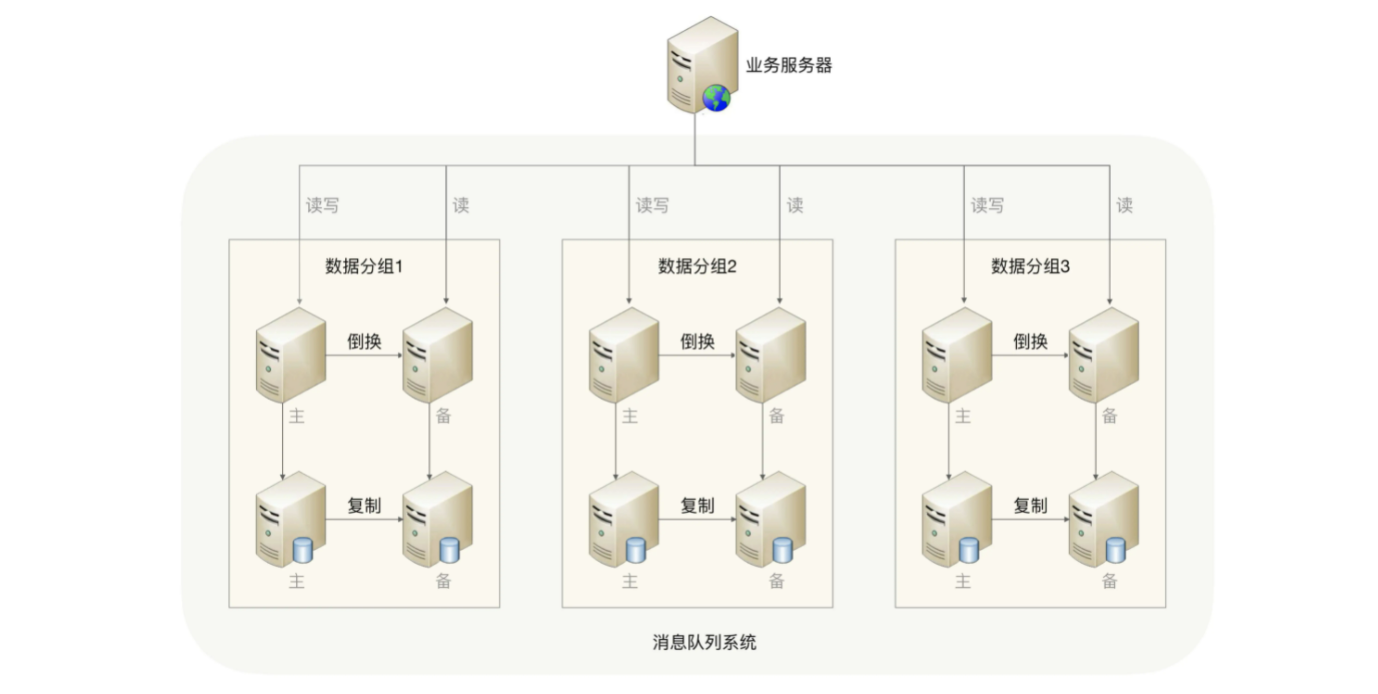 业务服务器
读写
读
读写
读
读写
读
数据分组1
数据分组2
数据分组3
倒换
倒换
倒换
主
备
主
备
主
备
复制
复制
复制
主
备
主
备
主
备
消息队列系统